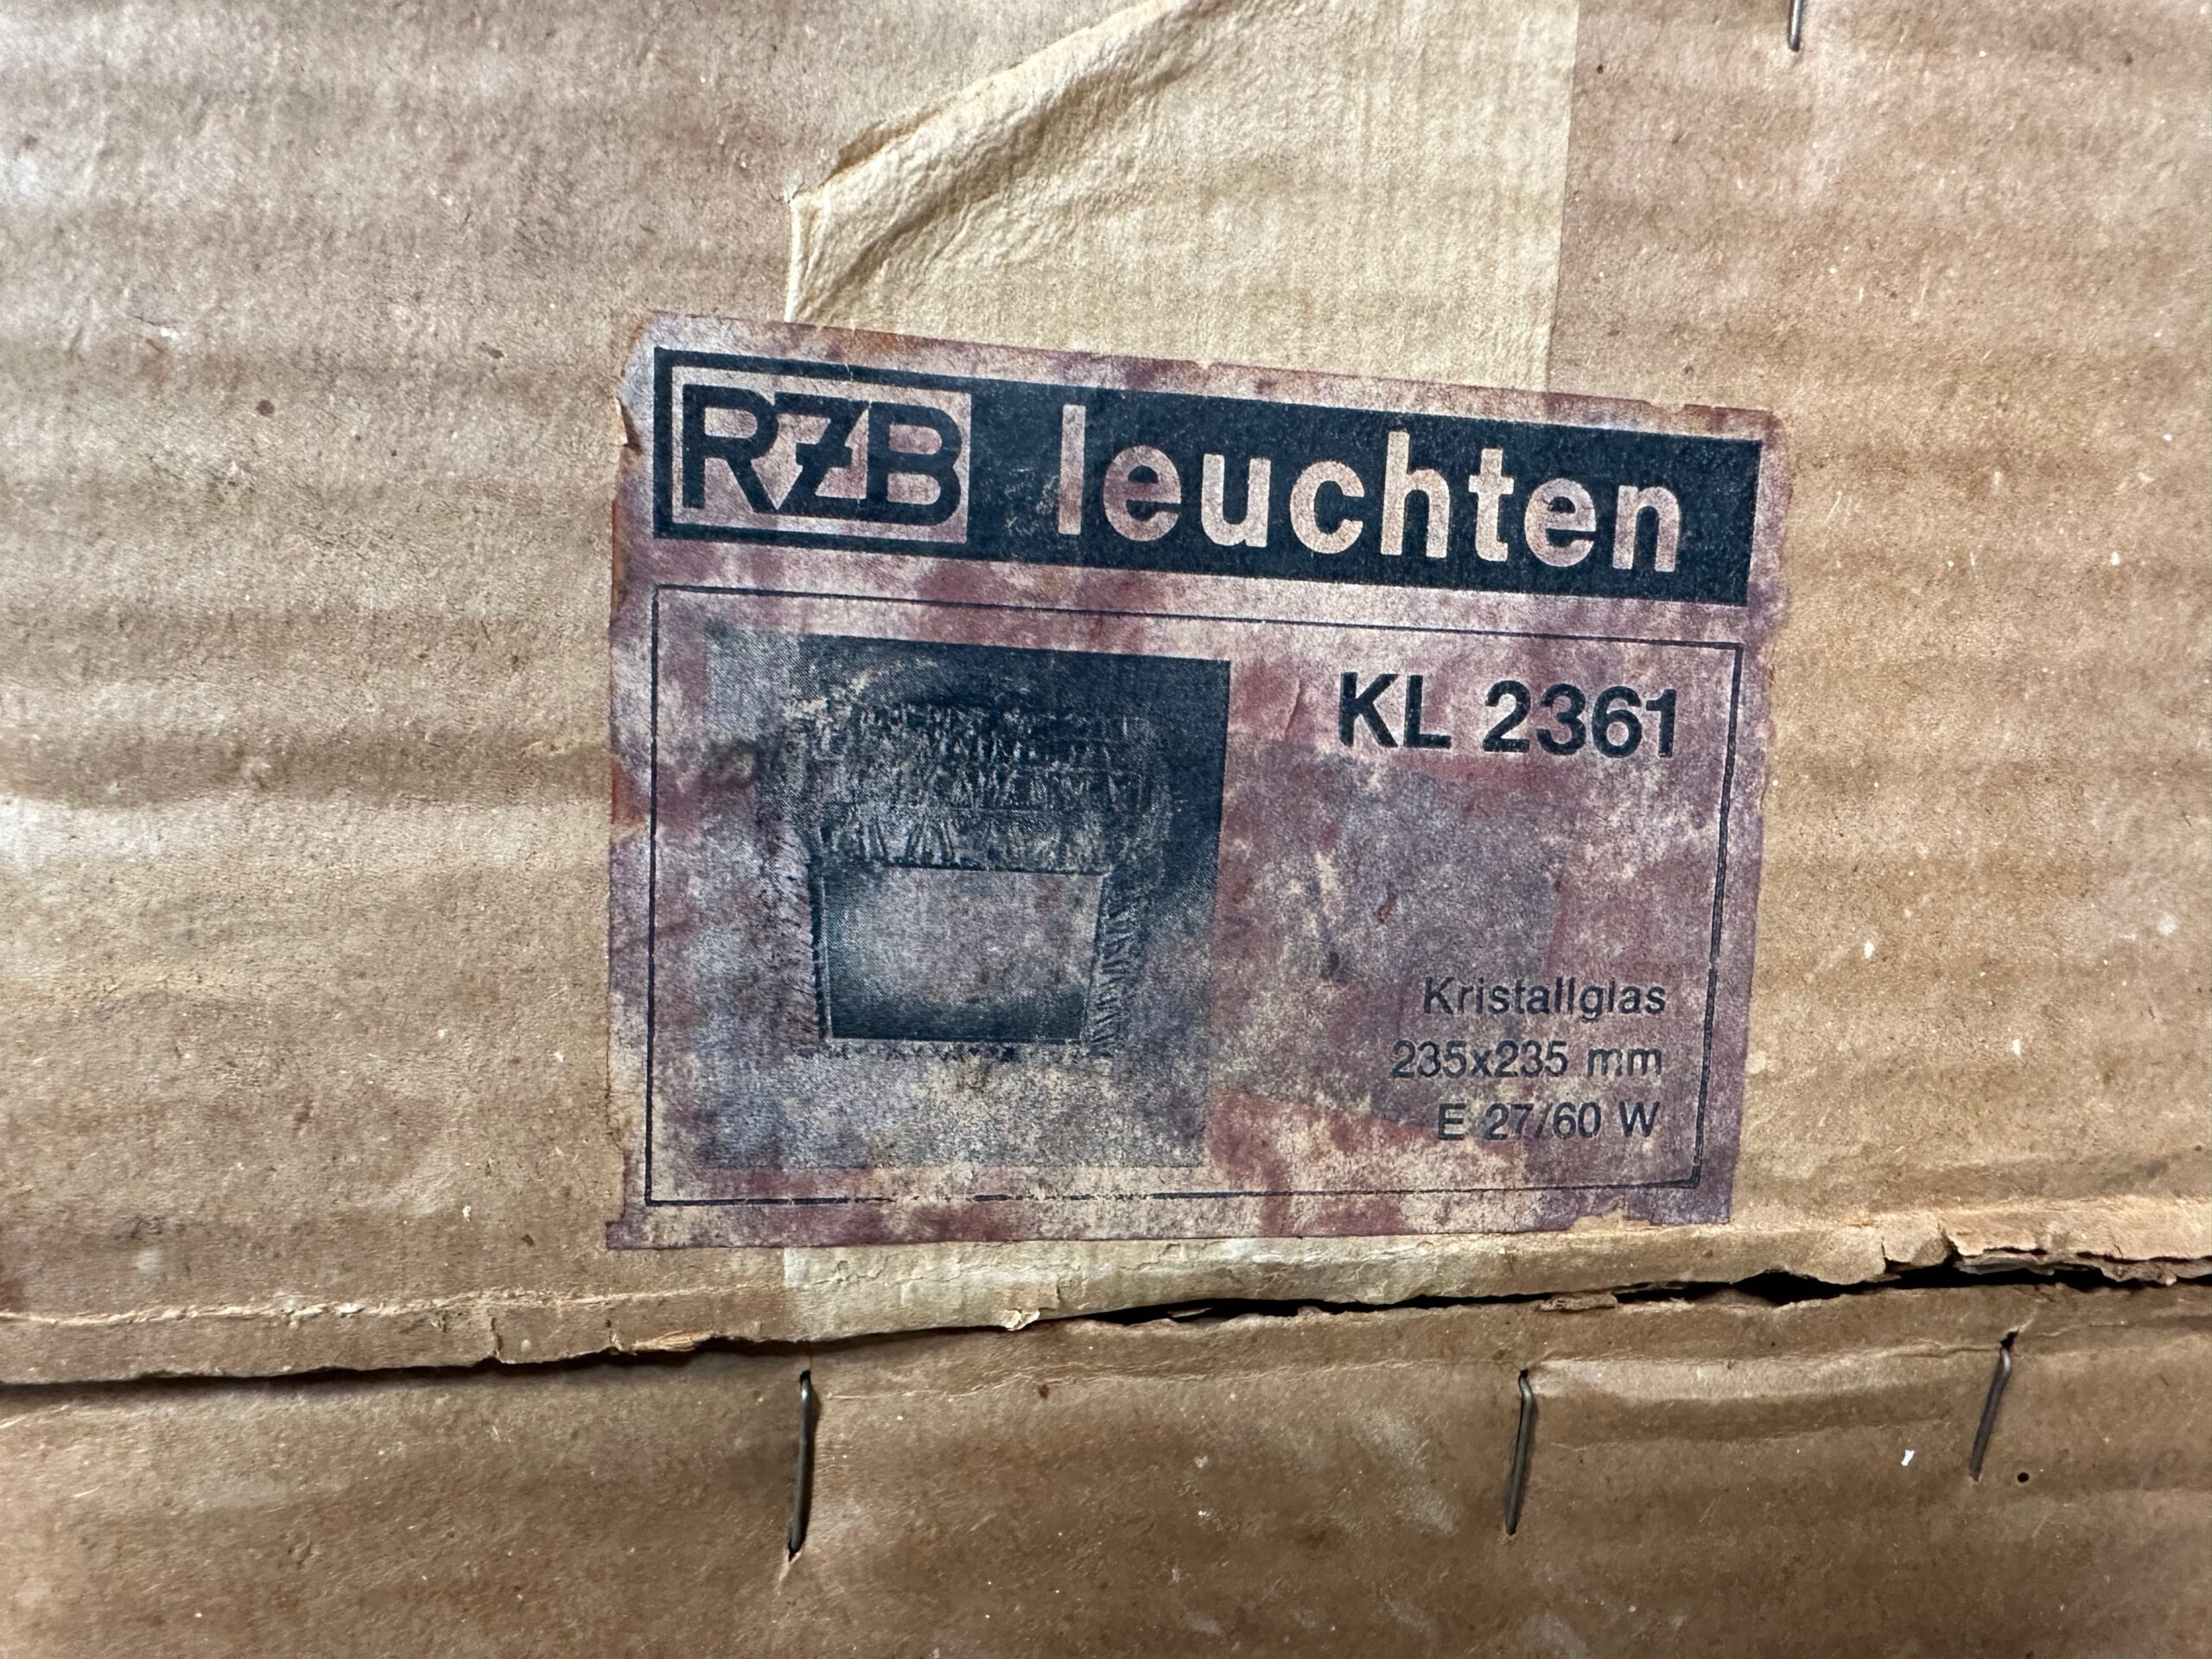 RZB leuchten
KL 2361
Kristallglas
235x235 mm
E 27/60 W